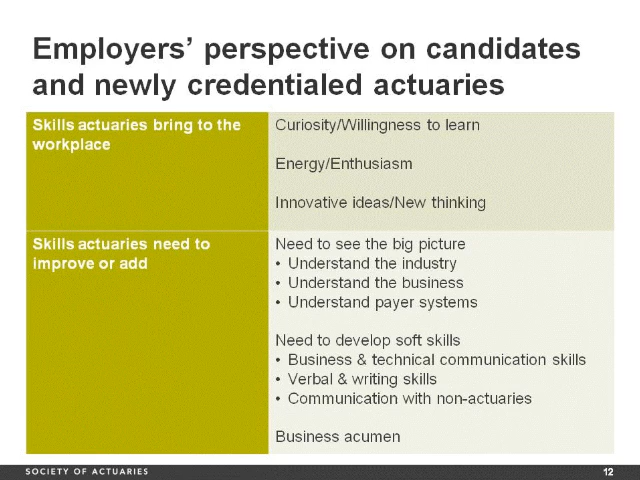 Employers’ perspective on candidates
and newly credentialed actuaries
Skills actuaries bring to the
workplace
Curiosity/Willingness to learn
Energy/Enthusiasm
Innovative ideas/New thinking
Skills actuaries need to
improve or add
Need to see the big picture
• Understand the industry
• Understand the business
• Understand payer systems
Need to develop soft skills
• Business & technical communication skills
• Verbal & writing skills
• Communication with non-actuaries
Business acumen
SOCIETY OF ACTUARIES
12